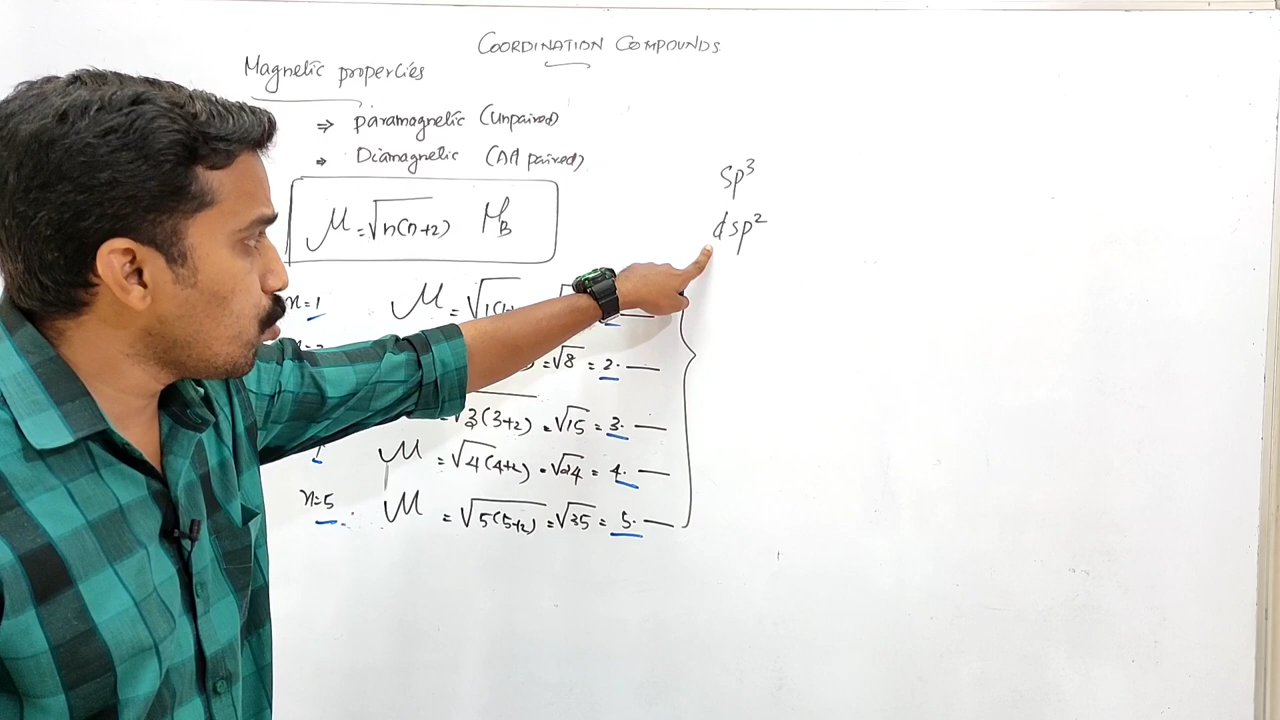 COORDINATION COMPOUNDS
Magnetic properties
⇒ paramagnetic (unpaired)
⇒ Diamagnetic (All paired)
μ = √n(n+2) μB
n=1 μ = √1(1+
= √8 = 2. —
= √3(3+2) = √15 = 3. —
μ = √4(4+2) = √24 = 4. —
n=5 μ = √5(5+2) = √35 = 5. —
Sp³
dsp²